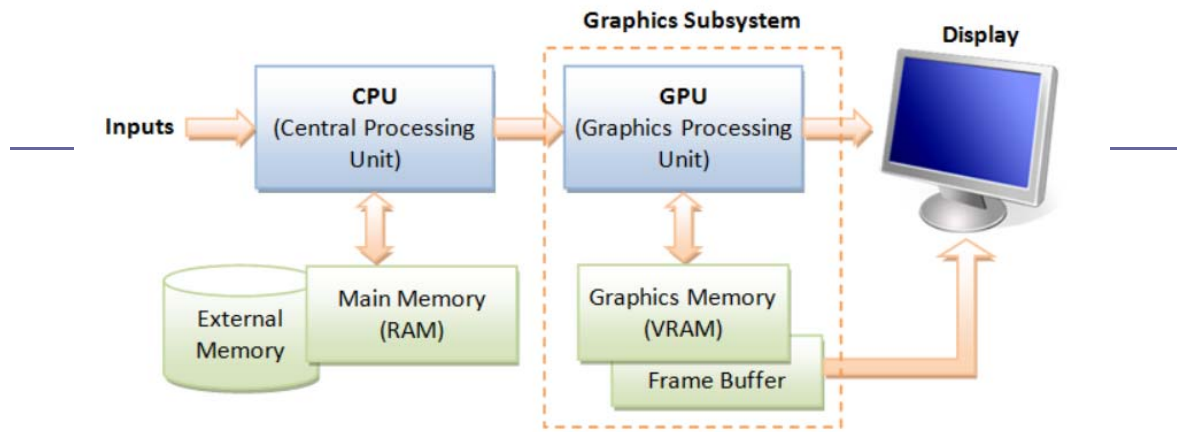 Graphics Subsystem
Display
Inputs
CPU
(Central Processing
Unit)
GPU
(Graphics Processing
Unit)
External
Memory
Main Memory
(RAM)
Graphics Memory
(VRAM)
Frame Buffer